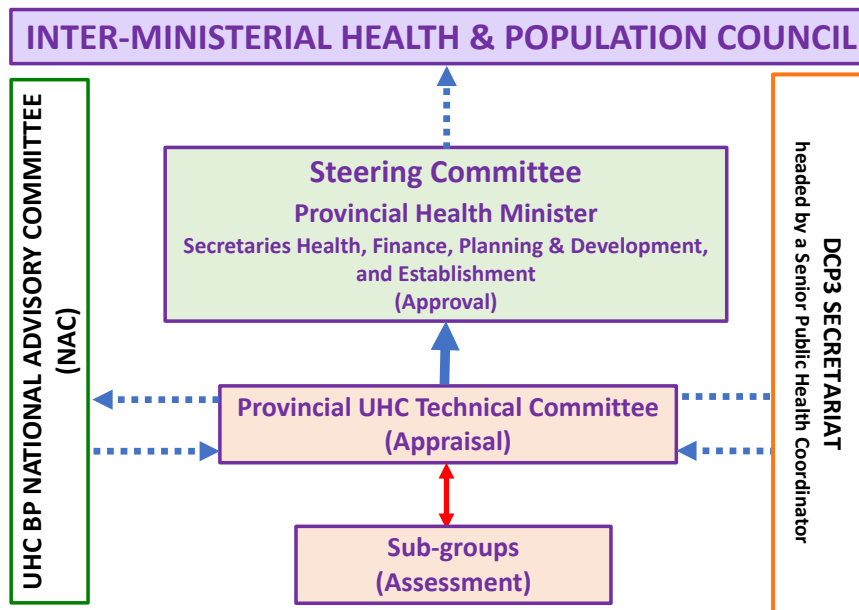 INTER-MINISTERIAL HEALTH & POPULATION COUNCIL
UHC BP NATIONAL ADVISORY COMMITTEE
(NAC)
Steering Committee
Provincial Health Minister
Secretaries Health, Finance, Planning & Development,
and Establishment
(Approval)
Provincial UHC Technical Committee
(Appraisal)
Sub-groups
(Assessment)
DCP3 SECRETARIAT
headed by a Senior Public Health Coordinator